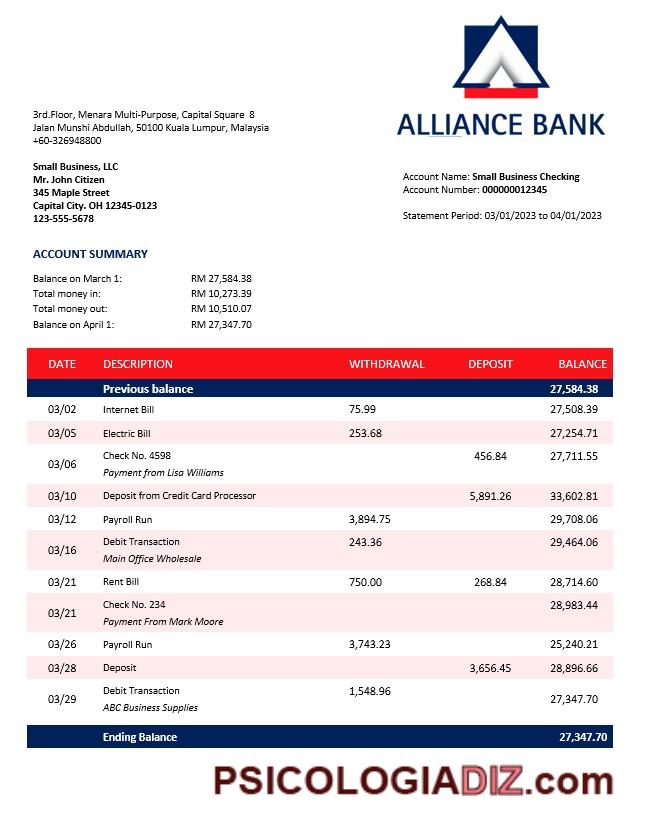 ALLIANCE BANK
3rd.Floor, Menara Multi-Purpose, Capital Square 8
Jalan Munshi Abdullah, 50100 Kuala Lumpur, Malaysia
+60-326948800
Small Business, LLC
Mr. John Citizen
345 Maple Street
Capital City. OH 12345-0123
123-555-5678
Account Name: Small Business Checking
Account Number: 000000012345
Statement Period: 03/01/2023 to 04/01/2023
ACCOUNT SUMMARY
Balance on March 1: RM 27,584.38
Total money in: RM 10,273.39
Total money out: RM 10,510.07
Balance on April 1: RM 27,347.70
DATE DESCRIPTION WITHDRAWAL DEPOSIT BALANCE
Previous balance 27,584.38
03/02 Internet Bill 75.99 27,508.39
03/05 Electric Bill 253.68 27,254.71
03/06 Check No. 4598 456.84 27,711.55
Payment from Lisa Williams
03/10 Deposit from Credit Card Processor 5,891.26 33,602.81
03/12 Payroll Run 3,894.75 29,708.06
03/16 Debit Transaction 243.36 29,464.06
Main Office Wholesale
03/21 Rent Bill 750.00 268.84 28,714.60
03/21 Check No. 234 28,983.44
Payment From Mark Moore
03/26 Payroll Run 3,743.23 25,240.21
03/28 Deposit 3,656.45 28,896.66
03/29 Debit Transaction 1,548.96 27,347.70
ABC Business Supplies
Ending Balance 27,347.70
PSICOLOGIADIZ.com